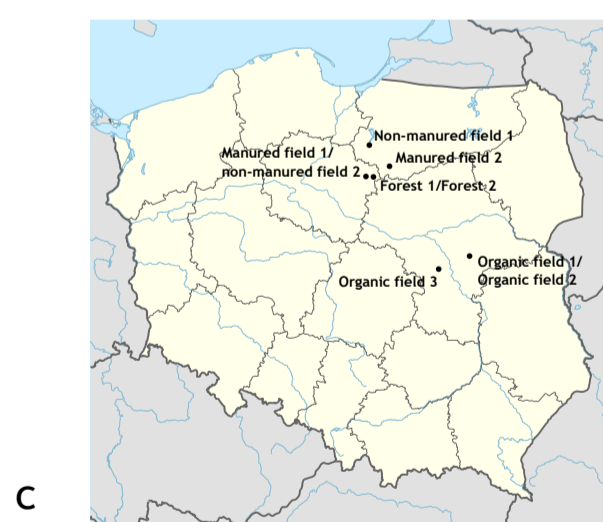 Non-manured field 1
Manured field 1/
non-manured field 2
Manured field 2
Forest 1/Forest 2
Organic field 1/
Organic field 2
Organic field 3
C